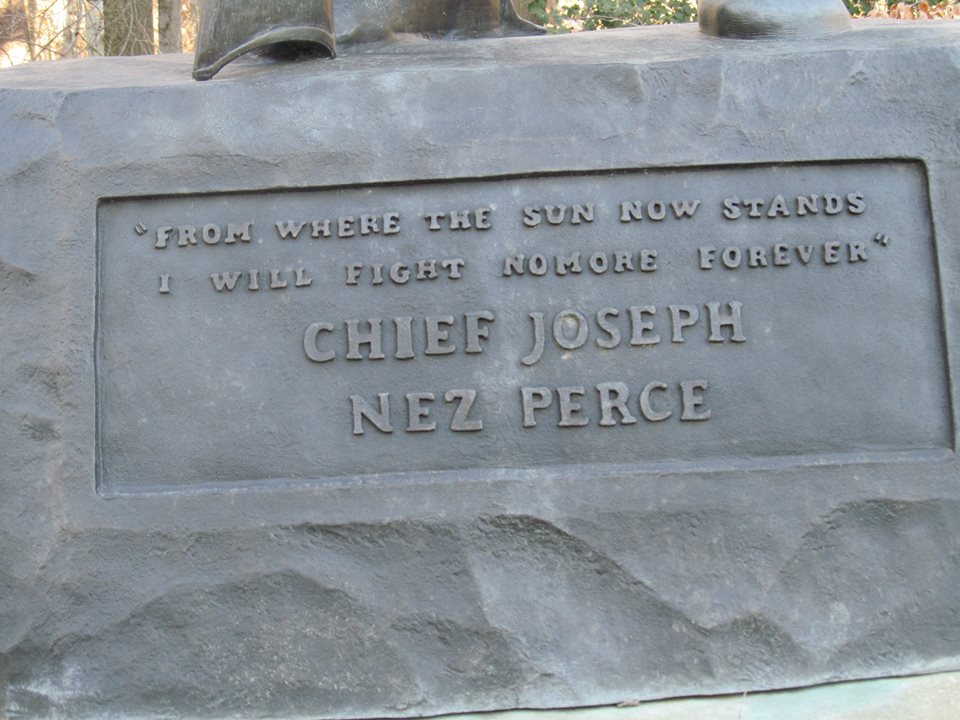 "FROM WHERE THE SUN NOW STANDS
I WILL FIGHT NOMORE FOREVER"
CHIEF JOSEPH
NEZ PERCE